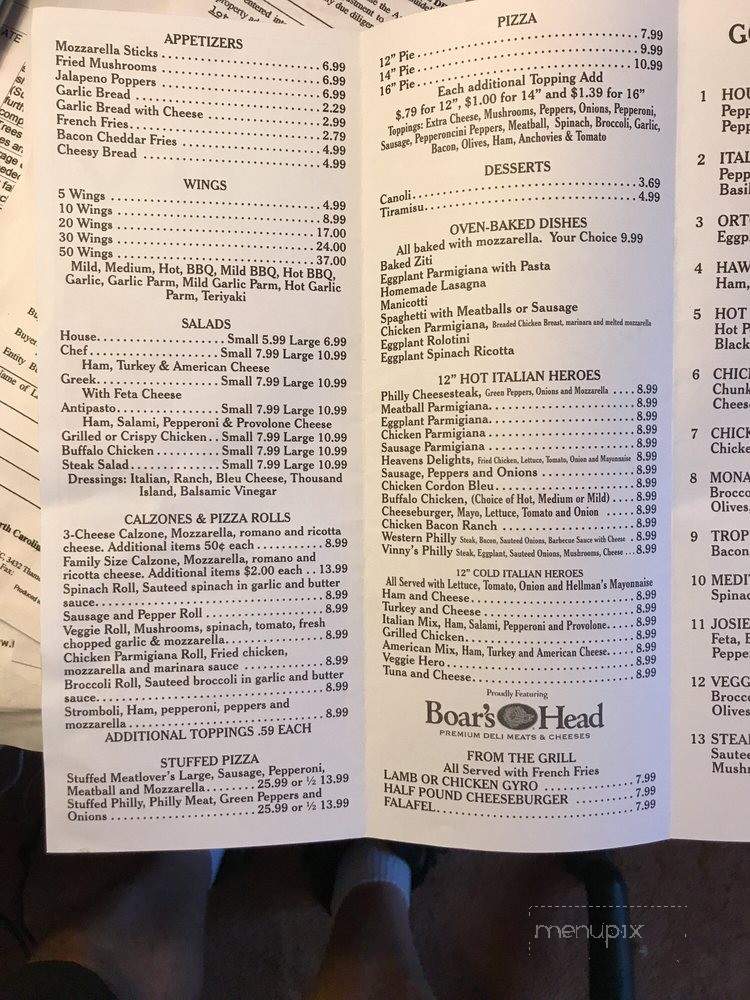 APPETIZERS
Mozzarella Sticks ........ 6.99
Fried Mushrooms ........ 6.99
Jalapeno Poppers ........ 6.99
Garlic Bread ........ 2.29
Garlic Bread with Cheese ........ 2.99
French Fries ........ 2.79
Bacon Cheddar Fries ........ 4.99
Cheesy Bread ........ 4.99
WINGS
5 Wings ........ 4.99
10 Wings ........ 8.99
20 Wings ........ 17.00
30 Wings ........ 24.00
50 Wings ........ 37.00
Mild, Medium, Hot, BBQ, Mild BBQ, Hot BBQ,
Garlic, Garlic Parm, Mild Garlic Parm, Hot Garlic
Parm, Teriyaki
SALADS
House ........ Small 5.99 Large 6.99
Chef ........ Small 7.99 Large 10.99
Ham, Turkey & American Cheese
Greek ........ Small 7.99 Large 10.99
With Feta Cheese
Antipasto ........ Small 7.99 Large 10.99
Ham, Salami, Pepperoni & Provolone Cheese
Grilled or Crispy Chicken .. Small 7.99 Large 10.99
Buffalo Chicken ..... Small 7.99 Large 10.99
Steak Salad ........ Small 7.99 Large 10.99
Dressings: Italian, Ranch, Bleu Cheese, Thousand
Island, Balsamic Vinegar
CALZONES & PIZZA ROLLS
3-Cheese Calzone, Mozzarella, romano and ricotta
cheese. Additional items 50¢ each ........ 8.99
Family Size Calzone, Mozzarella, romano and
ricotta cheese. Additional items $2.00 each .. 13.99
Spinach Roll, Sauteed spinach in garlic and butter
sauce ........ 8.99
Sausage and Pepper Roll ........ 8.99
Veggie Roll, Mushrooms, spinach, tomato, fresh
chopped garlic & mozzarella ........ 8.99
Chicken Parmigiana Roll, Fried chicken,
mozzarella and marinara sauce ........ 8.99
Broccoli Roll, Sauteed broccoli in garlic and butter
sauce ........ 8.99
Stromboli, Ham, pepperoni, peppers and
mozzarella ........ 8.99
ADDITIONAL TOPPINGS .59 EACH
STUFFED PIZZA
Stuffed Meatlover's Large, Sausage, Pepperoni,
Meatball and Mozzarella ........ 25.99 or ½ 13.99
Stuffed Philly, Philly Meat, Green Peppers and
Onions ........ 25.99 or ½ 13.99
PIZZA
12” Pie ........ 7.99
14” Pie ........ 9.99
16” Pie ........ 10.99
Each additional Topping Add
$.79 for 12”, $1.00 for 14” and $1.39 for 16”
Toppings: Extra Cheese, Mushrooms, Peppers, Onions, Pepperoni,
Sausage, Pepperoncini Peppers, Meatball, Spinach, Broccoli, Garlic,
Bacon, Olives, Ham, Anchovies & Tomato
DESSERTS
Canoli ........ 3.69
Tiramisu ........ 4.99
OVEN-BAKED DISHES
All baked with mozzarella. Your Choice 9.99
Baked Ziti
Eggplant Parmigiana with Pasta
Homemade Lasagna
Manicotti
Spaghetti with Meatballs or Sausage
Chicken Parmigiana, Breaded Chicken Breast, marinara and melted mozzarella
Eggplant Rolotini
Eggplant Spinach Ricotta
12” HOT ITALIAN HEROES
Philly Cheesesteak, Green Peppers, Onions and Mozzarella .... 8.99
Meatball Parmigiana ........ 8.99
Eggplant Parmigiana ........ 8.99
Chicken Parmigiana ........ 8.99
Sausage Parmigiana ........ 8.99
Heavens Delights, Fried Chicken, Lettuce, Tomato, Onion and Mayonnaise 8.99
Sausage, Peppers and Onions ........ 8.99
Chicken Cordon Bleu ........ 8.99
Buffalo Chicken, (Choice of Hot, Medium or Mild) .... 8.99
Cheeseburger, Mayo, Lettuce, Tomato and Onion ..... 8.99
Chicken Bacon Ranch ........ 8.99
Western Philly Steak, Bacon, Sauteed Onions, Barbecue Sauce with Cheese . 8.99
Vinny's Philly Steak, Eggplant, Sauteed Onions, Mushrooms, Cheese ... 8.99
12” COLD ITALIAN HEROES
All Served with Lettuce, Tomato, Onion and Hellman's Mayonnaise
Ham and Cheese ........ 8.99
Turkey and Cheese ........ 8.99
Italian Mix, Ham, Salami, Pepperoni and Provolone ..... 8.99
Grilled Chicken ........ 8.99
American Mix, Ham, Turkey and American Cheese ..... 8.99
Veggie Hero ........ 8.99
Tuna and Cheese ........ 8.99
Proudly Featuring
Boar's Head
PREMIUM DELI MEATS & CHEESES
FROM THE GRILL
All Served with French Fries
LAMB OR CHICKEN GYRO ........ 7.99
HALF POUND CHEESEBURGER ........ 7.99
FALAFEL ........ 7.99
1 HOU
Pepp
Pepp
2 ITAL
Pepp
Basil
3 ORT
Eggp
4 HAW
Ham,
5 HOT
Hot P
Black
6 CHIC
Chunk
Chees
7 CHICK
Chicke
8 MONA
Brocco
Olives,
9 TROP
Bacon
10 MEDI
Spinac
11 JOSIE
Feta, B
Pepper
12 VEGG
Brocco
Olives
13 STEA
Sautee
Mushr
menupix